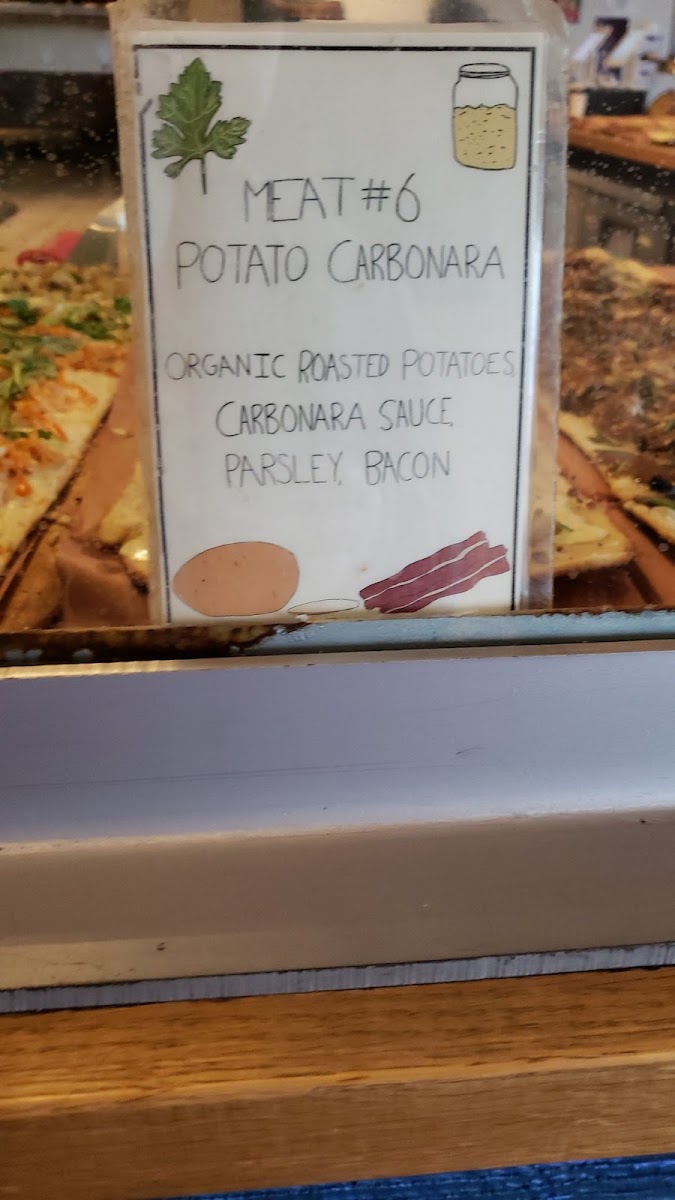 MEAT #6
POTATO CARBONARA
ORGANIC ROASTED POTATOES,
CARBONARA SAUCE,
PARSLEY, BACON